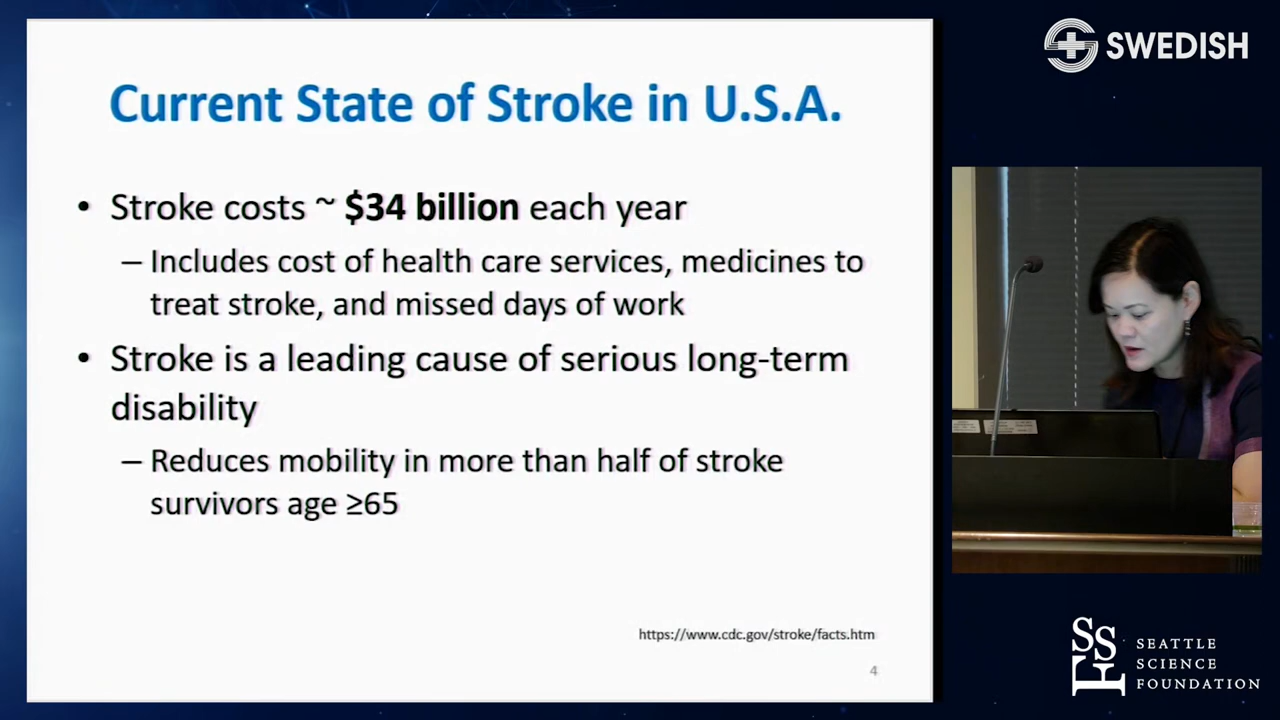 Current State of Stroke in U.S.A.
• Stroke costs ~ $34 billion each year
– Includes cost of health care services, medicines to
treat stroke, and missed days of work
• Stroke is a leading cause of serious long-term
disability
– Reduces mobility in more than half of stroke
survivors age ≥65
https://www.cdc.gov/stroke/facts.htm
4
SWEDISH
SSF
SEATTLE
SCIENCE
FOUNDATION